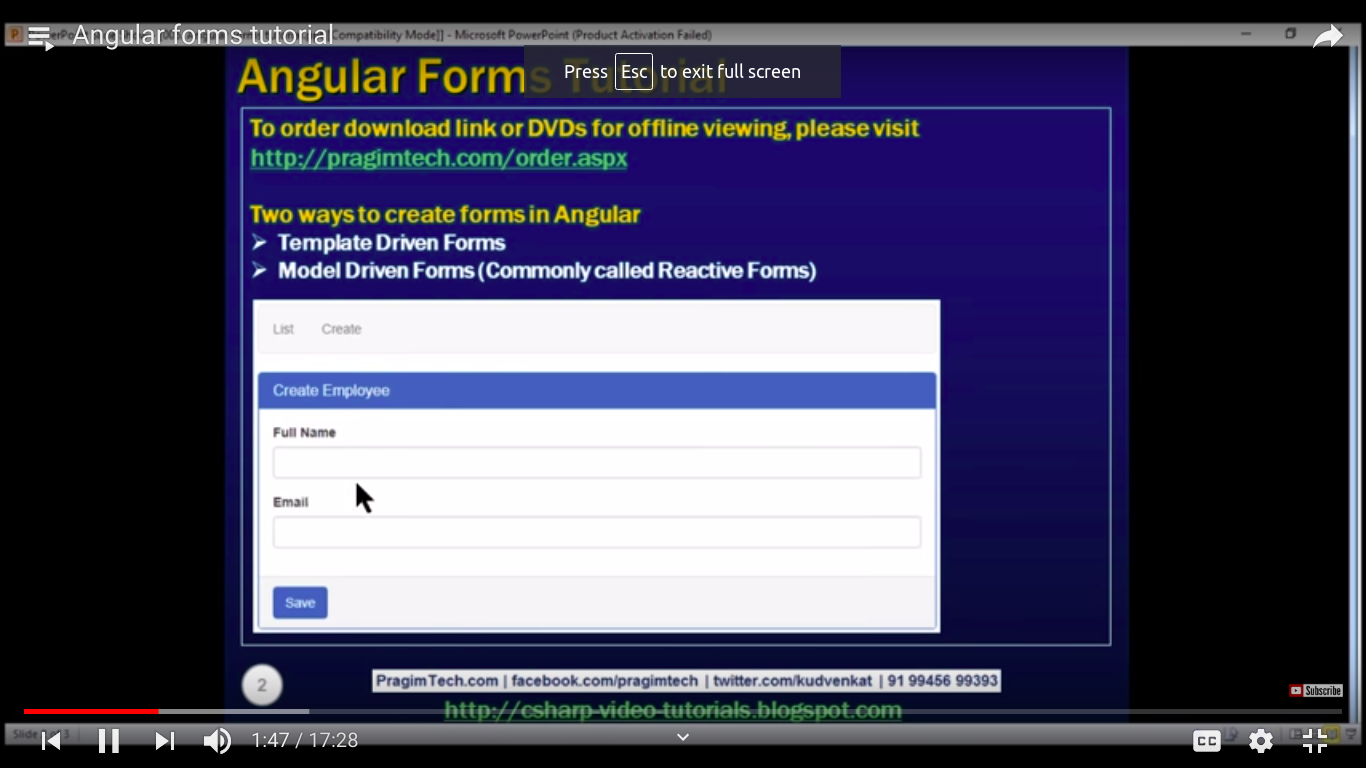 Angular forms tutorial
Compatibility Mode]] - Microsoft PowerPoint (Product Activation Failed)
Press Esc to exit full screen
Angular Forms Tutorial
To order download link or DVDs for offline viewing, please visit
http://pragimtech.com/order.aspx
Two ways to create forms in Angular
➢ Template Driven Forms
➢ Model Driven Forms (Commonly called Reactive Forms)
List Create
Create Employee
Full Name
Email
Save
2
PragimTech.com | facebook.com/pragimtech | twitter.com/kudvenkat | 91 99456 99393
Subscribe
http://csharp-video-tutorials.blogspot.com
Slide 3
1:47 / 17:28
CC